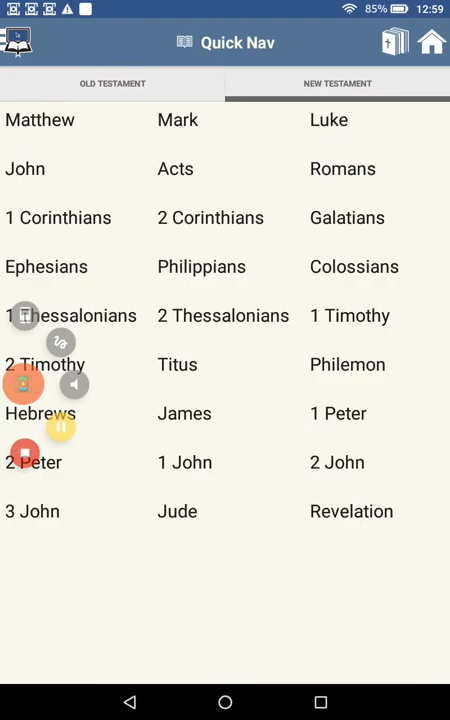 85% 12:59
Quick Nav
OLD TESTAMENT NEW TESTAMENT
Matthew Mark Luke
John Acts Romans
1 Corinthians 2 Corinthians Galatians
Ephesians Philippians Colossians
1 Thessalonians 2 Thessalonians 1 Timothy
2 Timothy Titus Philemon
Hebrews James 1 Peter
2 Peter 1 John 2 John
3 John Jude Revelation